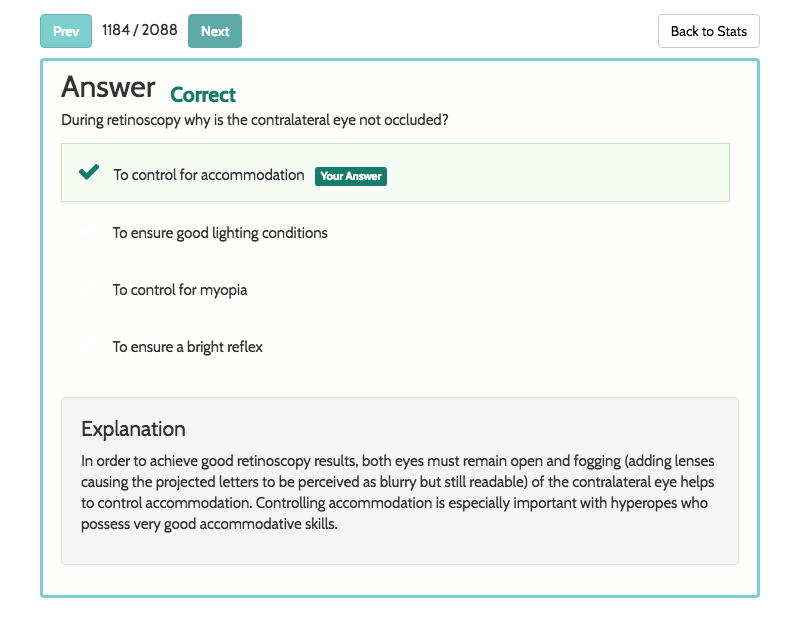 Prev 1184 / 2088 Next Back to Stats
Answer Correct
During retinoscopy why is the contralateral eye not occluded?
To control for accommodation Your Answer
To ensure good lighting conditions
To control for myopia
To ensure a bright reflex
Explanation
In order to achieve good retinoscopy results, both eyes must remain open and fogging (adding lenses
causing the projected letters to be perceived as blurry but still readable) of the contralateral eye helps
to control accommodation. Controlling accommodation is especially important with hyperopes who
possess very good accommodative skills.